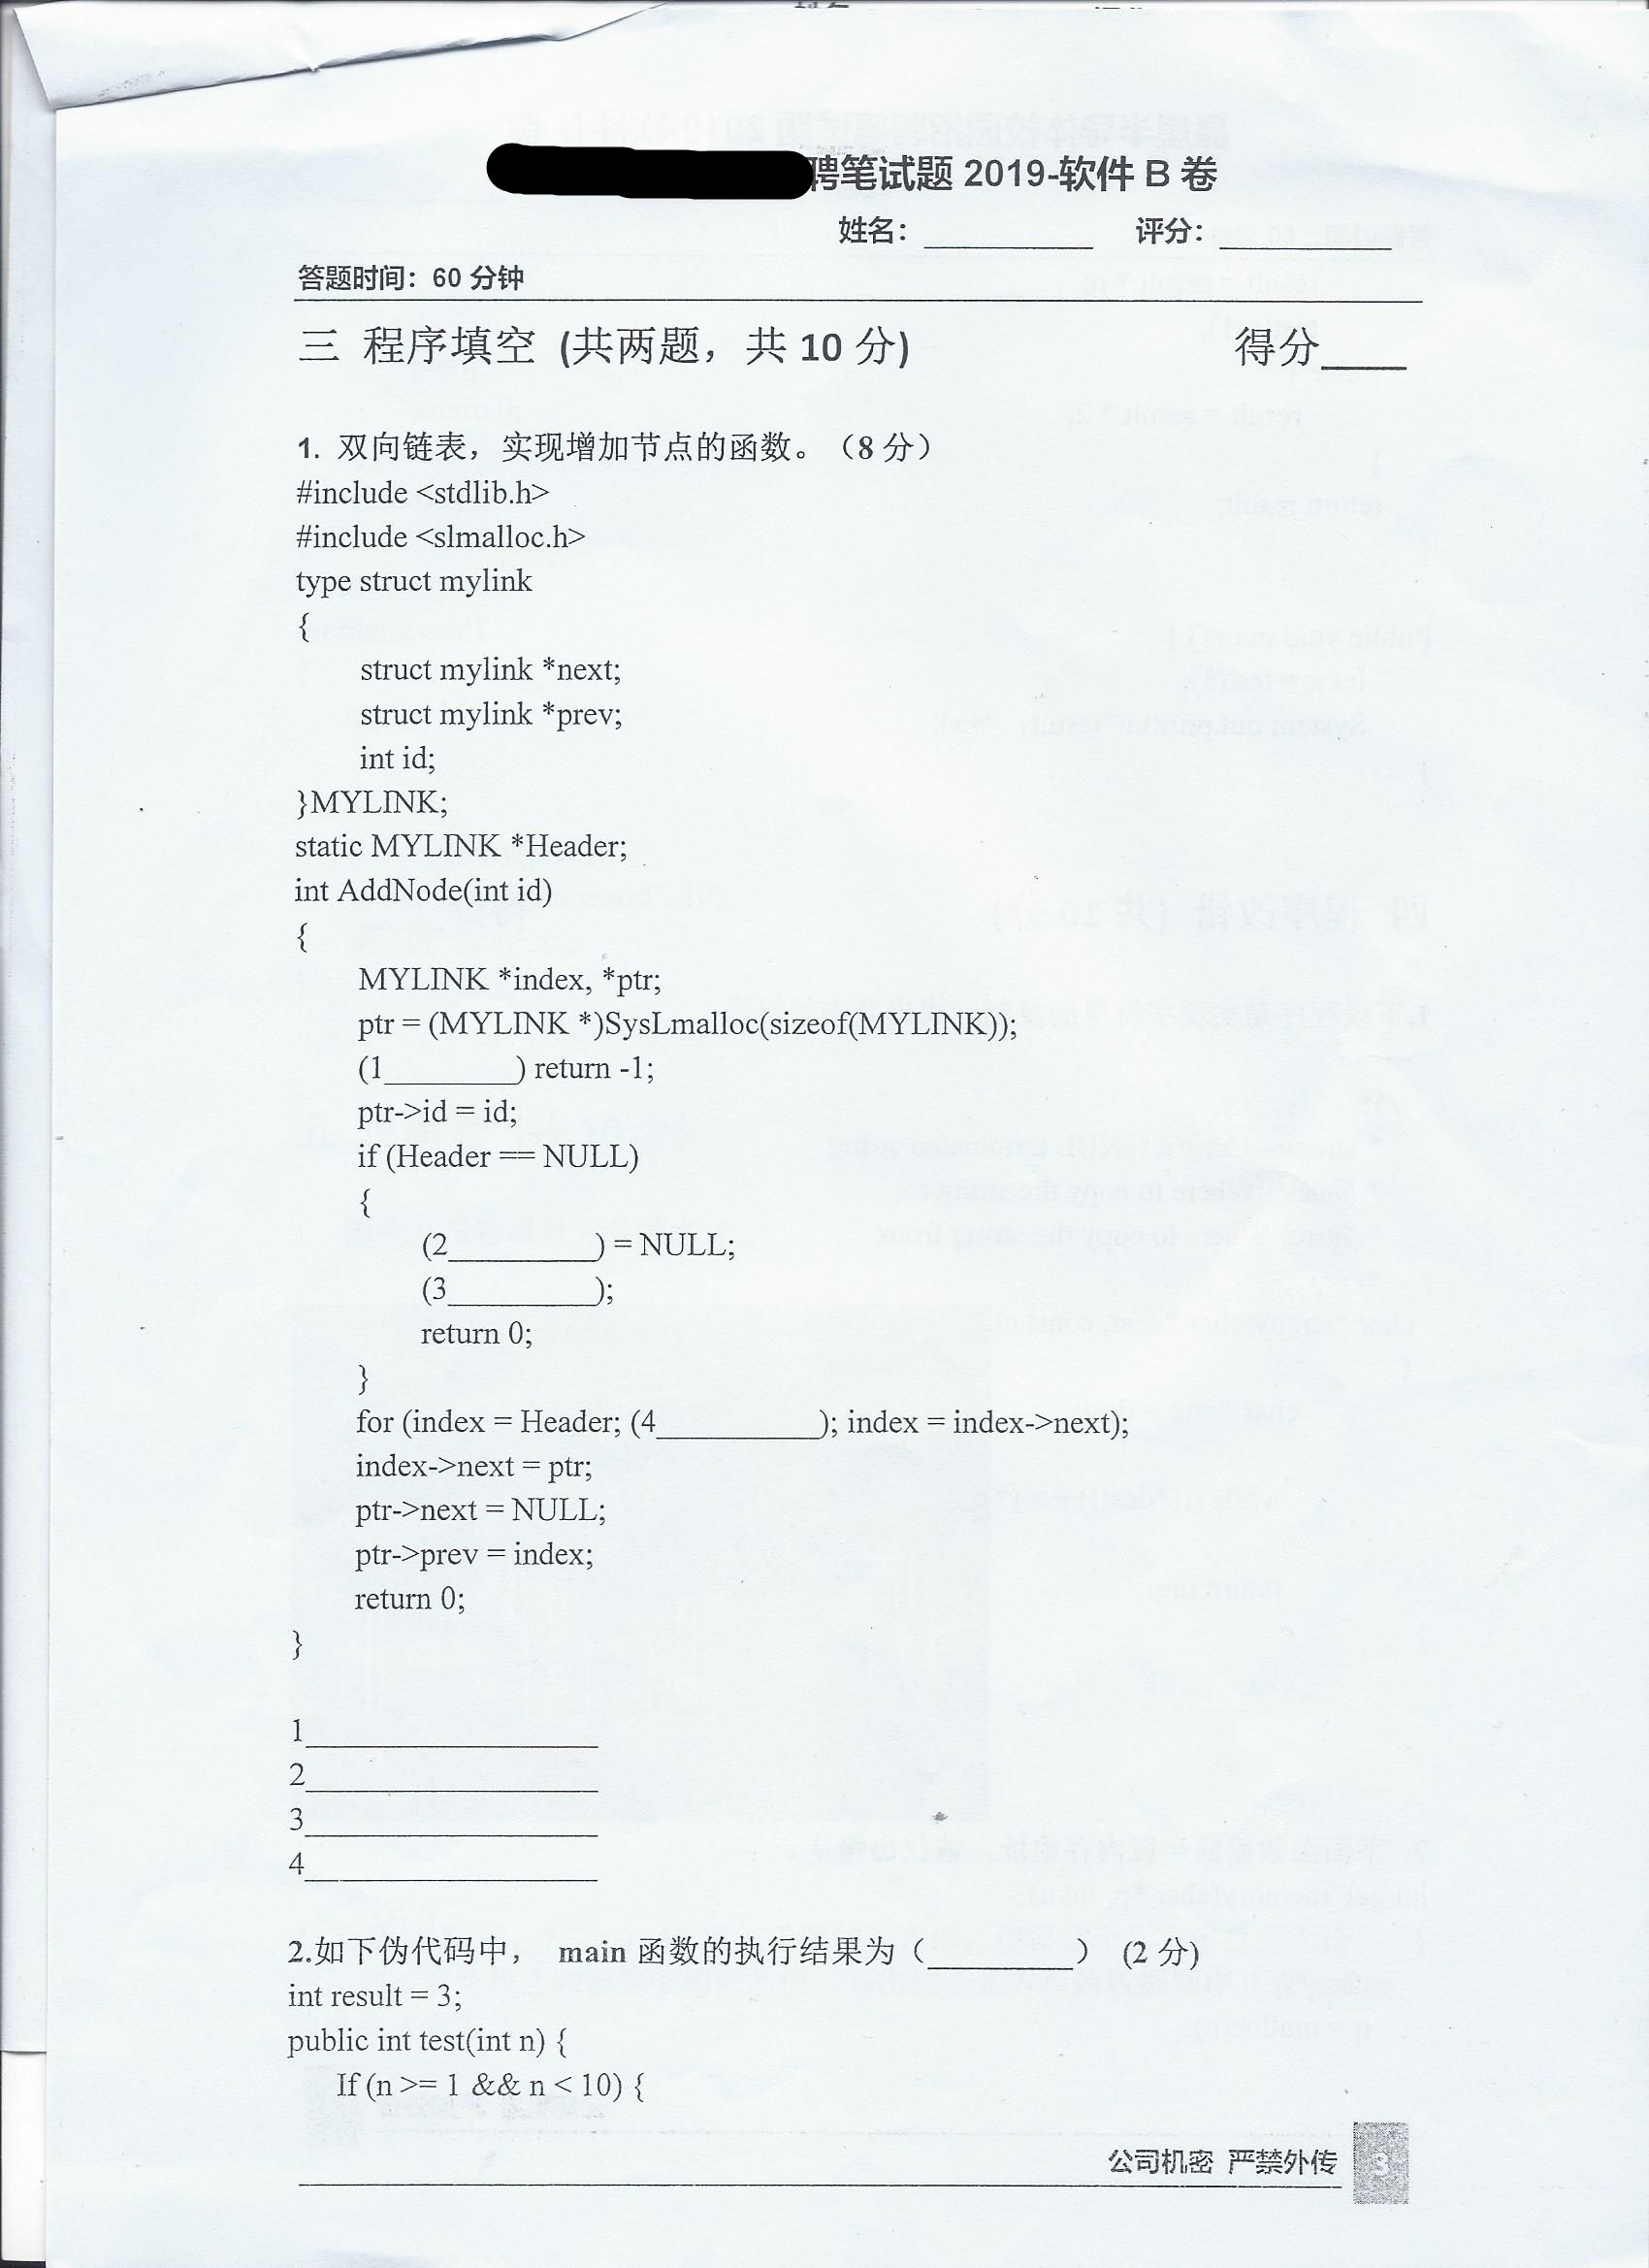 聘笔试题 2019-软件 B 卷
姓名：__________ 评分：__________
答题时间：60 分钟
三 程序填空 (共两题，共 10 分) 得分____
1. 双向链表，实现增加节点的函数。（8 分）
#include <stdlib.h>
#include <slmalloc.h>
type struct mylink
{
struct mylink *next;
struct mylink *prev;
int id;
}MYLINK;
static MYLINK *Header;
int AddNode(int id)
{
MYLINK *index, *ptr;
ptr = (MYLINK *)SysLmalloc(sizeof(MYLINK));
(1________) return -1;
ptr->id = id;
if (Header == NULL)
{
(2_________) = NULL;
(3_________);
return 0;
}
for (index = Header; (4__________); index = index->next);
index->next = ptr;
ptr->next = NULL;
ptr->prev = index;
return 0;
}
1__________________
2__________________
3__________________
4__________________
2.如下伪代码中， main 函数的执行结果为（_________） (2 分)
int result = 3;
public int test(int n) {
If (n >= 1 && n < 10) {
公司机密 严禁外传 3